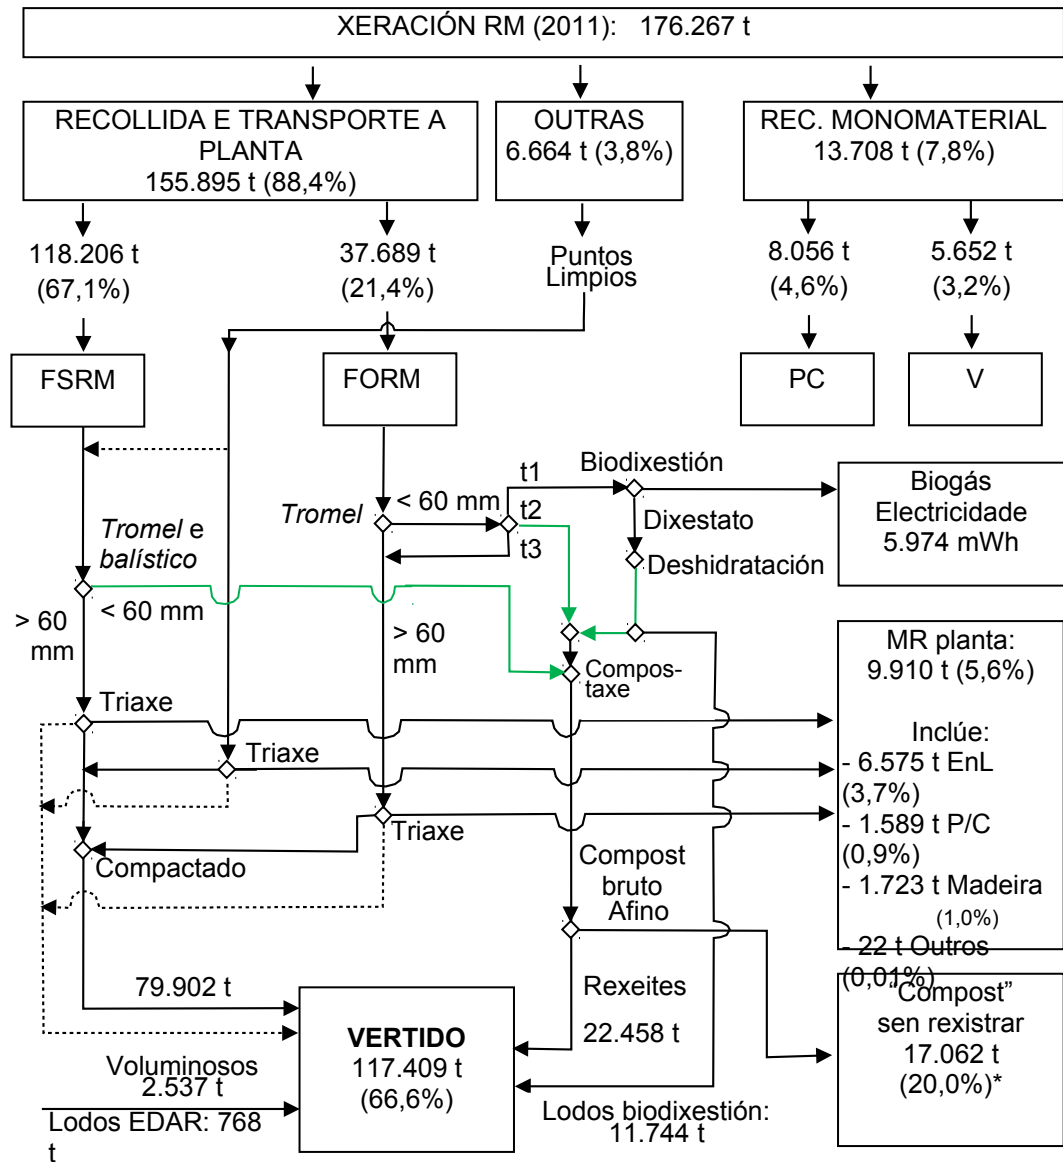 XERACIÓN RM (2011): 176.267 t
RECOLLIDA E TRANSPORTE A
PLANTA
155.895 t (88,4%)
OUTRAS
6.664 t (3,8%)
REC. MONOMATERIAL
13.708 t (7,8%)
118.206 t
(67,1%)
37.689 t
(21,4%)
Puntos
Limpios
8.056 t
(4,6%)
5.652 t
(3,2%)
FSRM
FORM
PC
V
Tromel e
balístico
Tromel
< 60 mm
t1
t2
t3
Biodixestión
Dixestato
Deshidratación
Biogás
Electricidade
5.974 mWh
> 60
mm
< 60 mm
> 60
mm
Compos-
taxe
Triaxe
Triaxe
Triaxe
Compactado
MR planta:
9.910 t (5,6%)
Inclúe:
- 6.575 t EnL
(3,7%)
- 1.589 t P/C
(0,9%)
- 1.723 t Madeira
(1,0%)
- 22 t Outros
(0,01%)
Compost
bruto
Afino
79.902 t
Rexeites
22.458 t
"Compost"
sen rexistrar
17.062 t
(20,0%)*
VERTIDO
117.409 t
(66,6%)
Voluminosos
2.537 t
Lodos EDAR: 768
t
Lodos biodixestión:
11.744 t